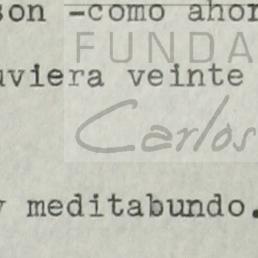 son -como ahor
FUNDA
uviera veinte
Carlos
y meditabundo.